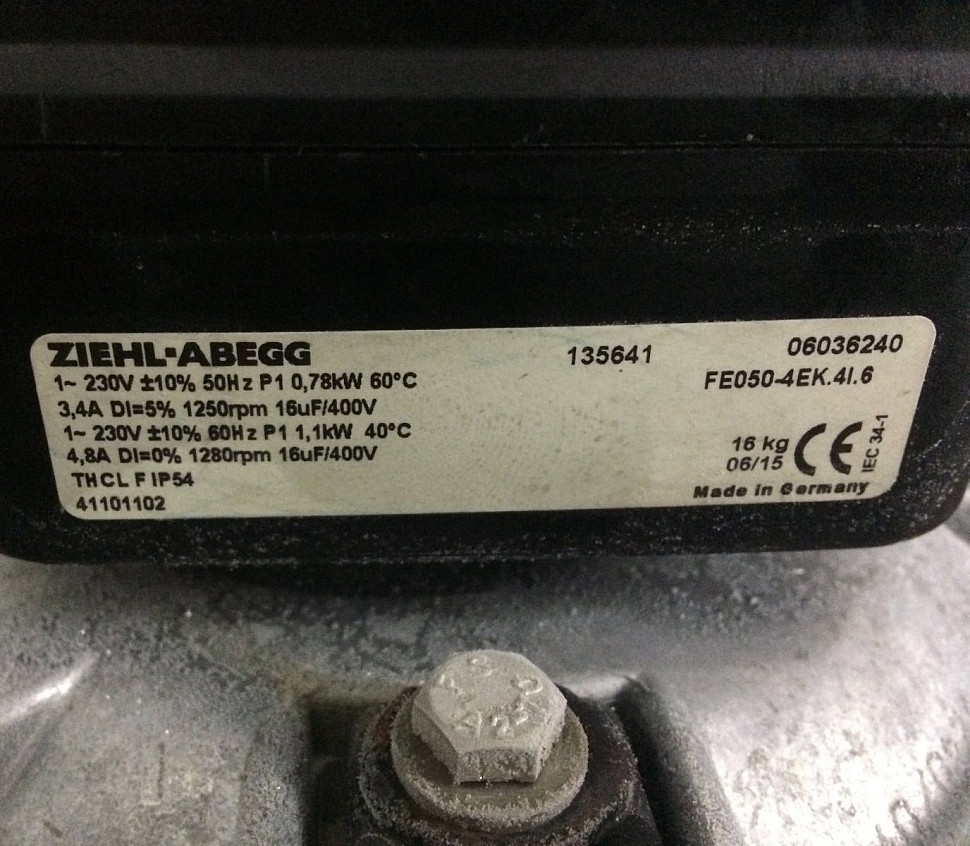 ZIEHL-ABEGG 135641 06036240
1~ 230V ±10% 50Hz P1 0,78kW 60°C FE050-4EK.4I.6
3,4A DI=5% 1250rpm 16uF/400V
1~ 230V ±10% 60Hz P1 1,1kW 40°C
4,8A DI=0% 1280rpm 16uF/400V
THCL F IP54
41101102
16 kg CE IEC 34-1
06/15
Made in Germany